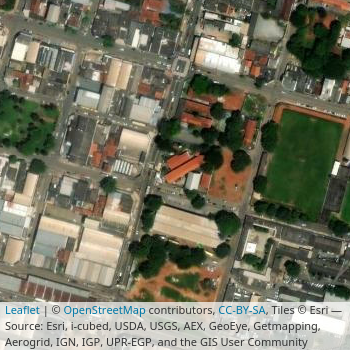 Leaflet | © OpenStreetMap contributors, CC-BY-SA, Tiles © Esri —
Source: Esri, i-cubed, USDA, USGS, AEX, GeoEye, Getmapping,
Aerogrid, IGN, IGP, UPR-EGP, and the GIS User Community